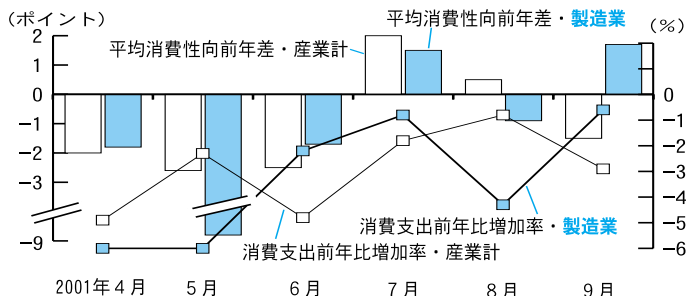 (ポイント)
平均消費性向前年差・製造業
(%)
平均消費性向前年差・産業計
2
1
0
−1
−2
−3
−9
0
−1
−2
−3
−4
−5
−6
消費支出前年比増加率・製造業
消費支出前年比増加率・産業計
2001年４月
５月
６月
７月
８月
９月